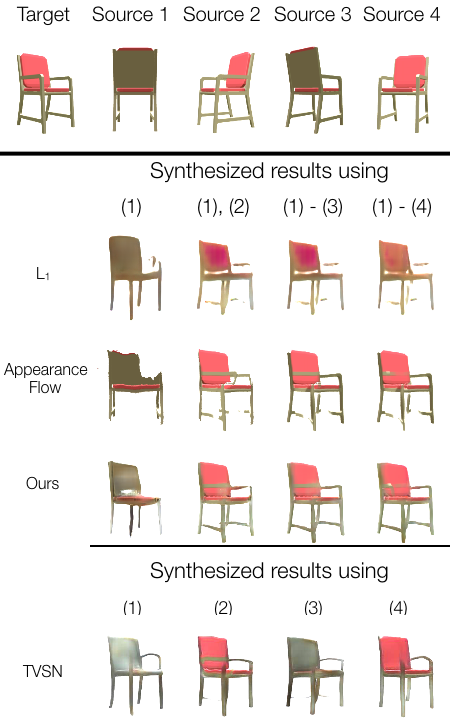 Target Source 1 Source 2 Source 3 Source 4
Synthesized results using
(1) (1), (2) (1) - (3) (1) - (4)
L₁
Appearance
Flow
Ours
Synthesized results using
(1) (2) (3) (4)
TVSN